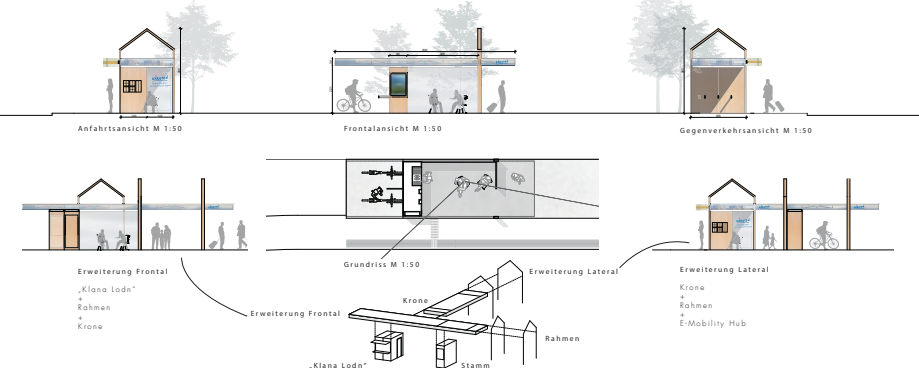 Anfahrtsansicht M 1:50
Frontalansicht M 1:50
Gegenverkehrsansicht M 1:50
Grundriss M 1:50
Erweiterung Frontal
„Klana Lodn“
+
Rahmen
+
Krone
Erweiterung Lateral
Krone
+
Rahmen
+
E-Mobility Hub
Erweiterung Lateral
Krone
Erweiterung Frontal
Rahmen
„Klana Lodn“
Stamm